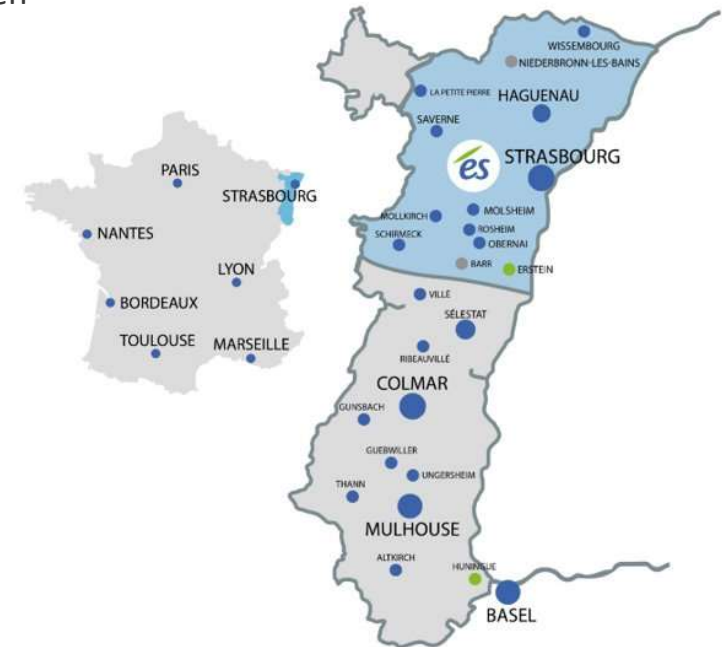 PARIS
STRASBOURG
NANTES
LYON
BORDEAUX
TOULOUSE
MARSEILLE
WISSEMBOURG
NIEDERBRONN-LES-BAINS
LA PETITE PIERRE
HAGUENAU
SAVERNE
és
STRASBOURG
MOLSHEIM
MOLLKIRCH
ROSHEIM
SCHIRMECK
OBERNAI
BARR
ERSTEIN
VILLÉ
SÉLESTAT
RIBEAUVILLÉ
COLMAR
GUNSBACH
GUEBWILLER
UNGERSHEIM
THANN
MULHOUSE
ALTKIRCH
HUNINGUE
BASEL